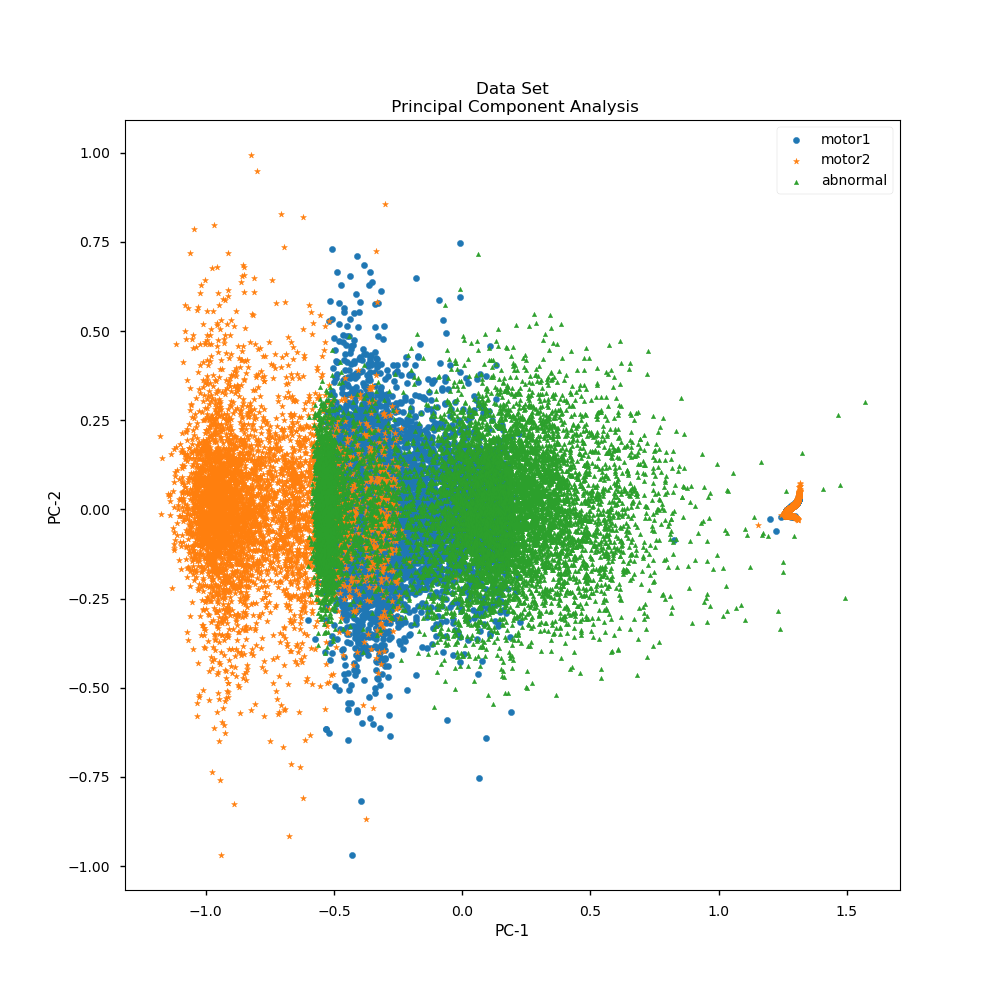 Data Set
Principal Component Analysis
motor1
motor2
abnormal
1.00
0.75
0.50
0.25
0.00
−0.25
−0.50
−0.75
−1.00
PC-2
−1.0
−0.5
0.0
0.5
1.0
1.5
PC-1